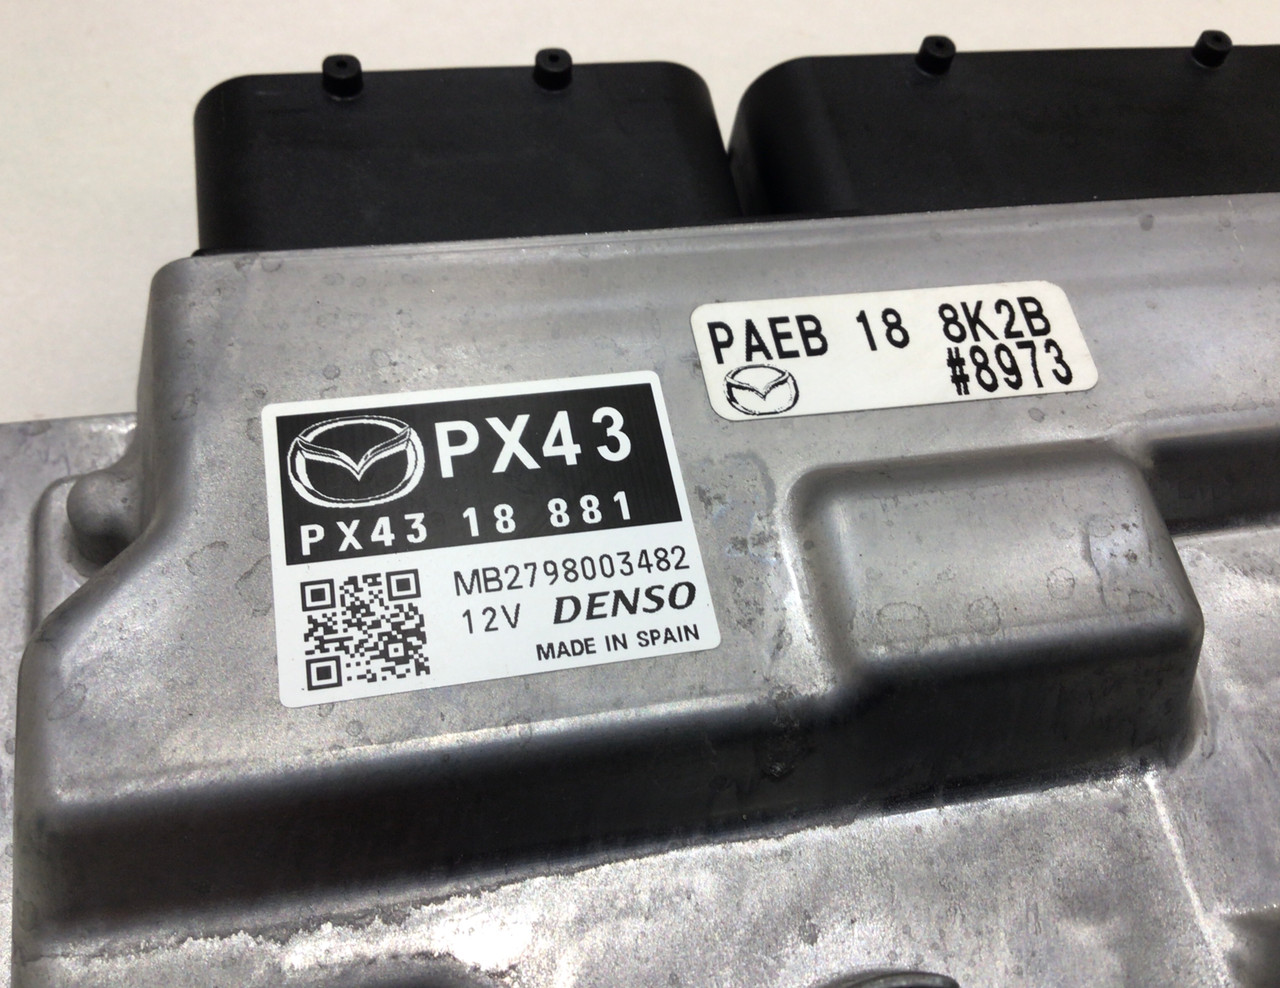 PAEB 18 8K2B
#8973
PX43
PX43 18 881
MB2798003482
12V DENSO
MADE IN SPAIN